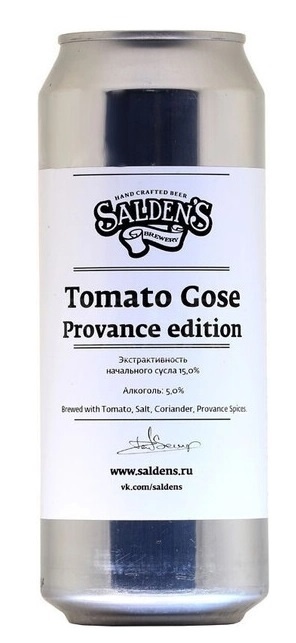 HAND CRAFTED BEER
SALDEN'S
BREWERY
Tomato Gose
Provance edition
Экстрактивность
начального сусла 15,0%
Алкоголь: 5,0%
Brewed with Tomato, Salt, Coriander, Provance Spices.
www.saldens.ru
vk.com/saldens